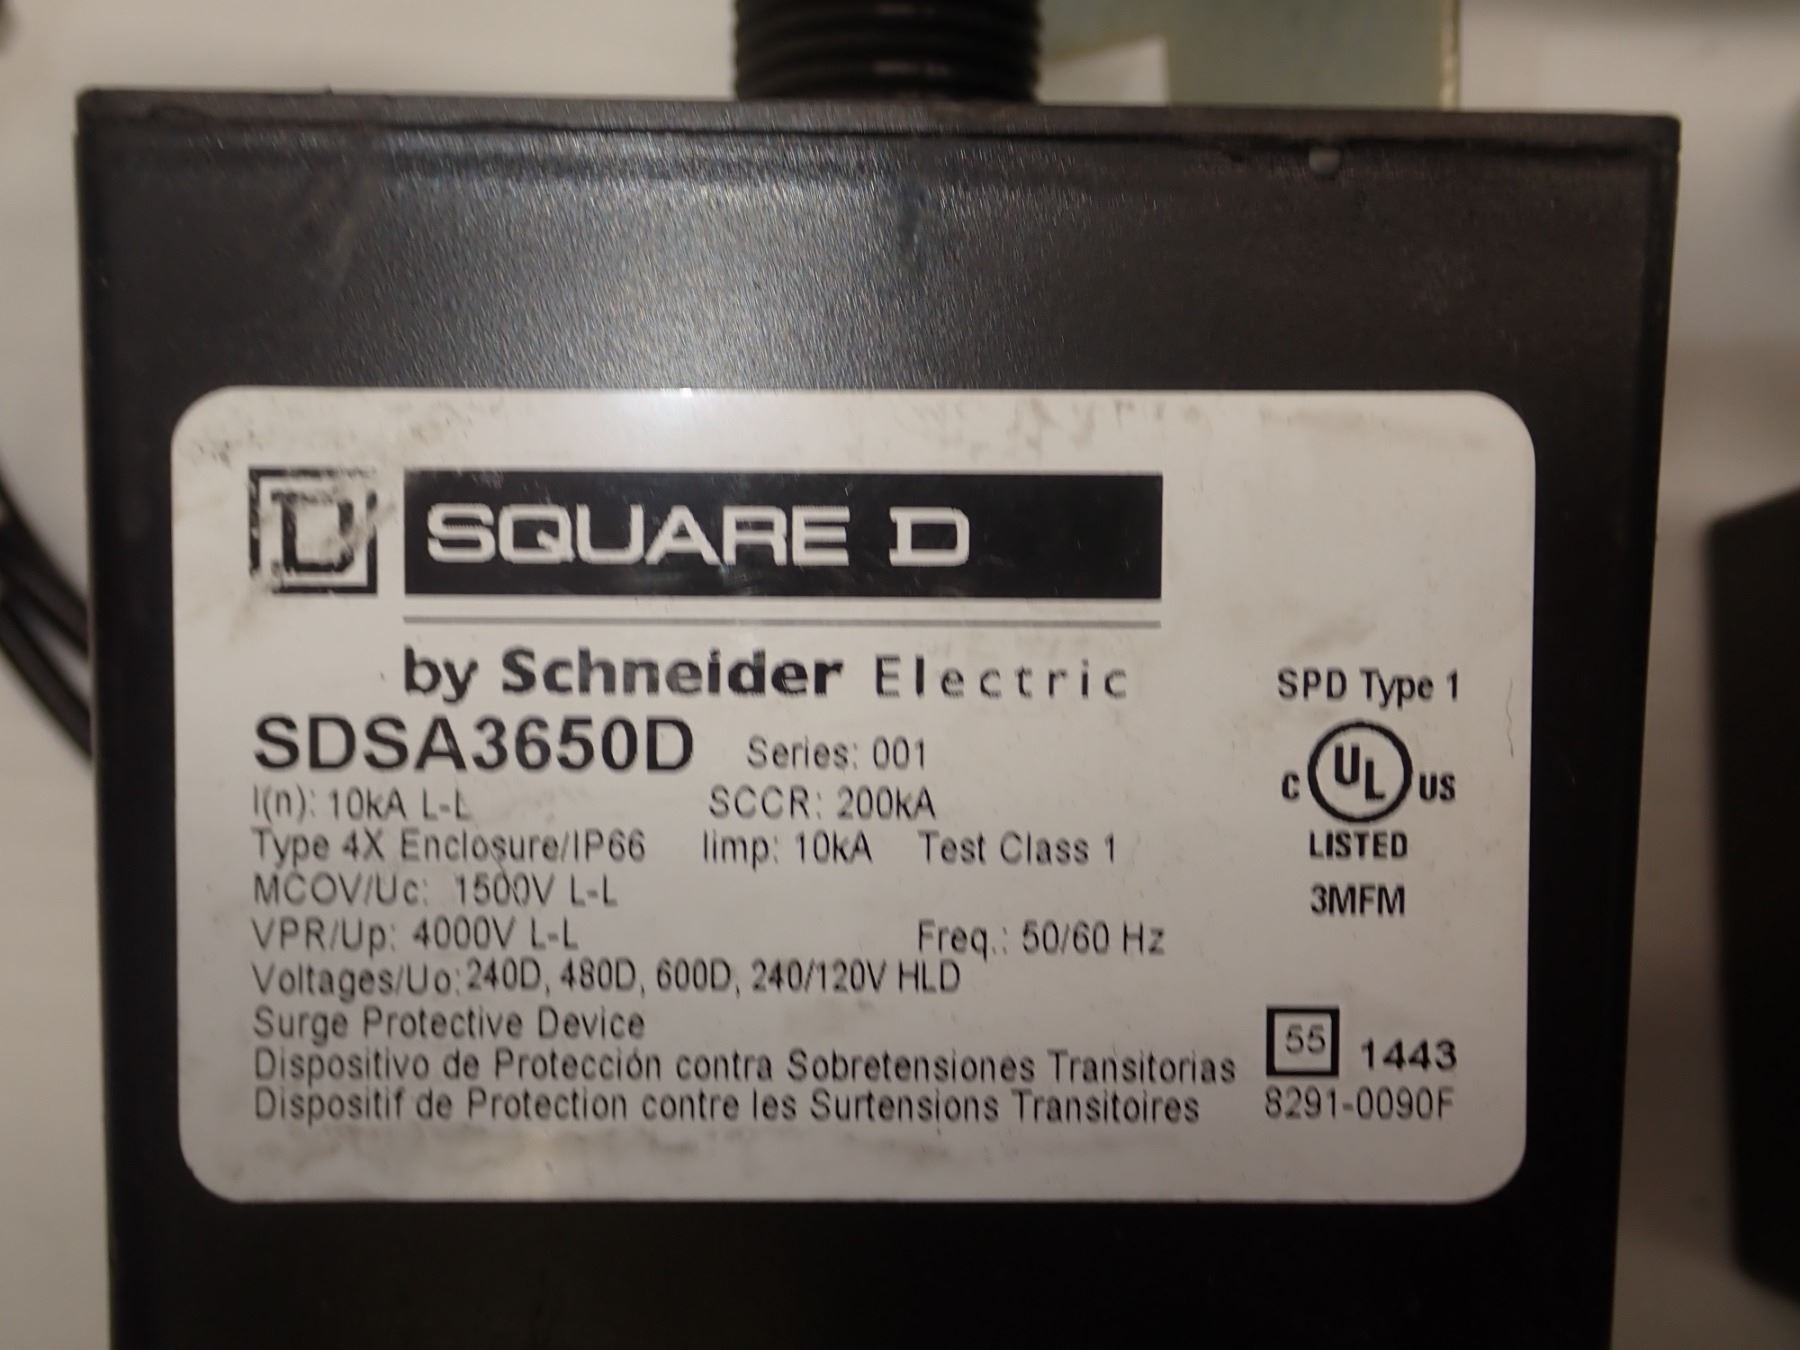 D SQUARE D
by Schneider Electric
SPD Type 1
SDSA3650D Series: 001
C UL US
I(n): 10kA L-L SCCR: 200kA
LISTED
Type 4X Enclosure/IP66 Iimp: 10kA Test Class 1
3MFM
MCOV/Uc: 1500V L-L
VPR/Up: 4000V L-L Freq.: 50/60 Hz
Voltages/Uo: 240D, 480D, 600D, 240/120V HLD
Surge Protective Device
55 1443
Dispositivo de Protección contra Sobretensiones Transitorias
Dispositif de Protection contre les Surtensions Transitoires 8291-0090F